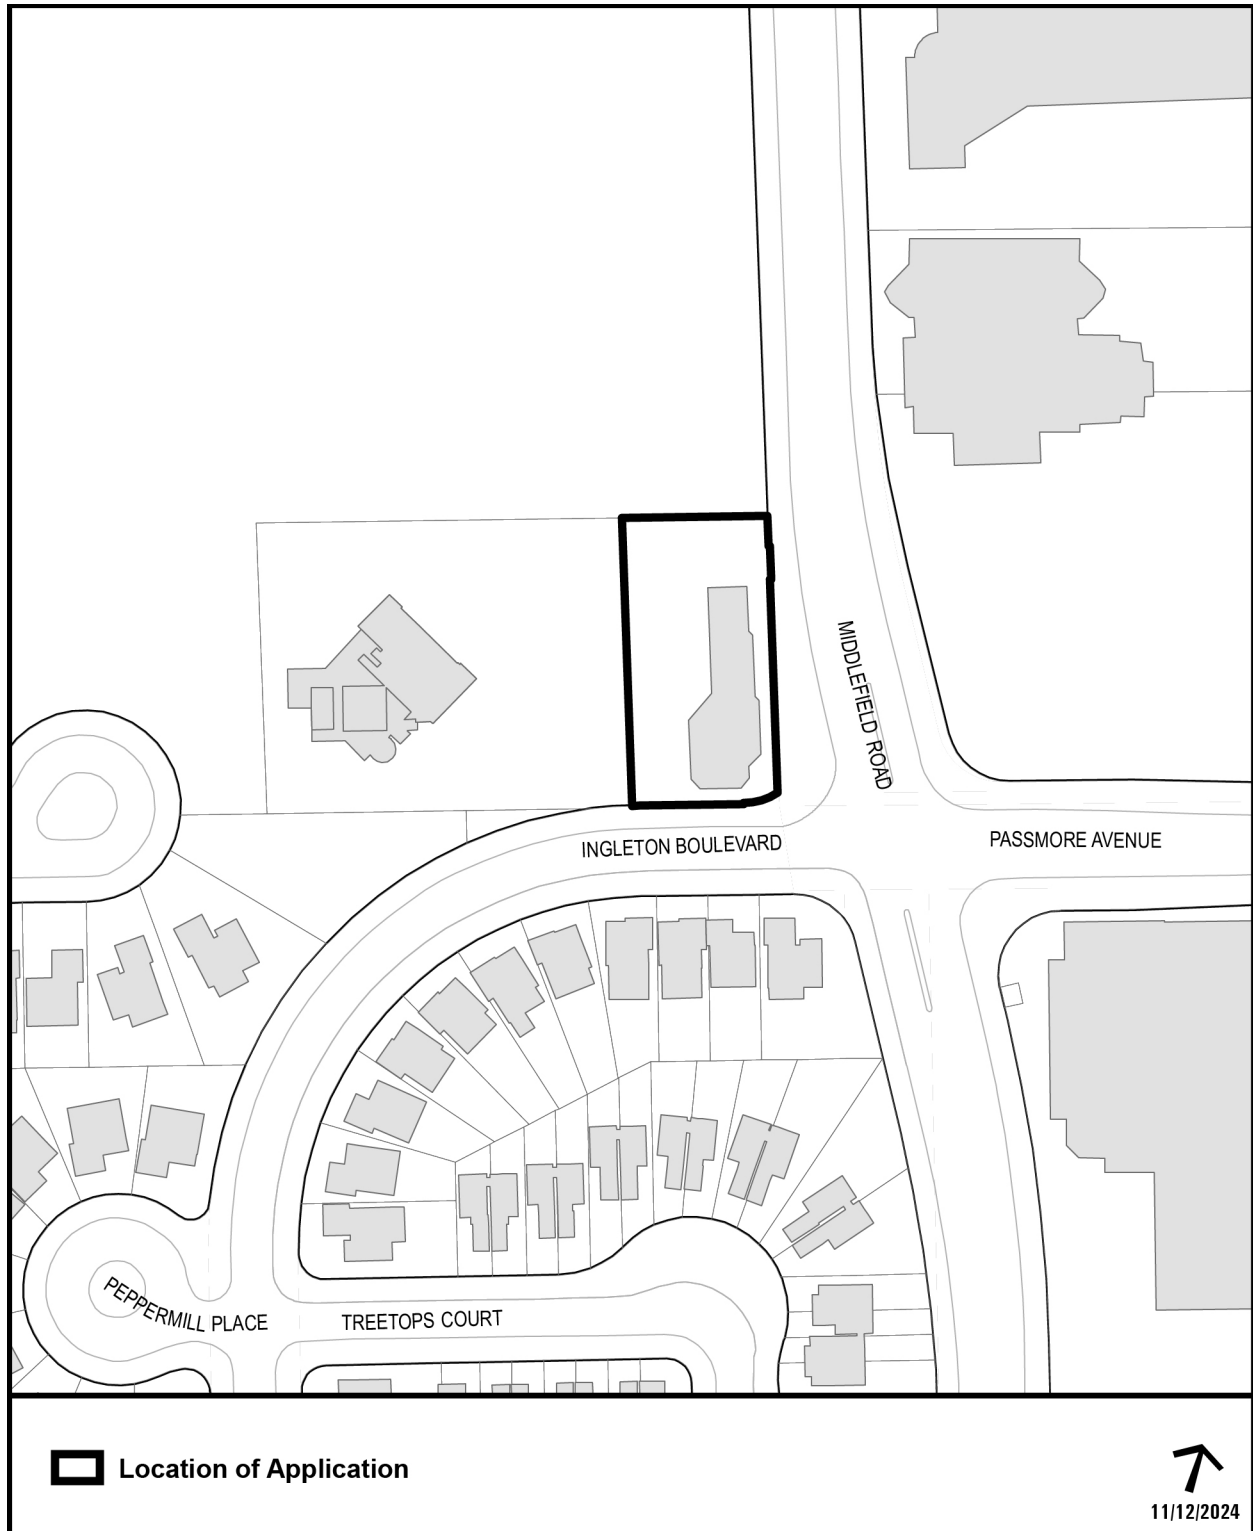 MIDDLEFIELD ROAD
INGLETON BOULEVARD
PASSMORE AVENUE
PEPPERMILL PLACE
TREETOPS COURT
Location of Application
11/12/2024